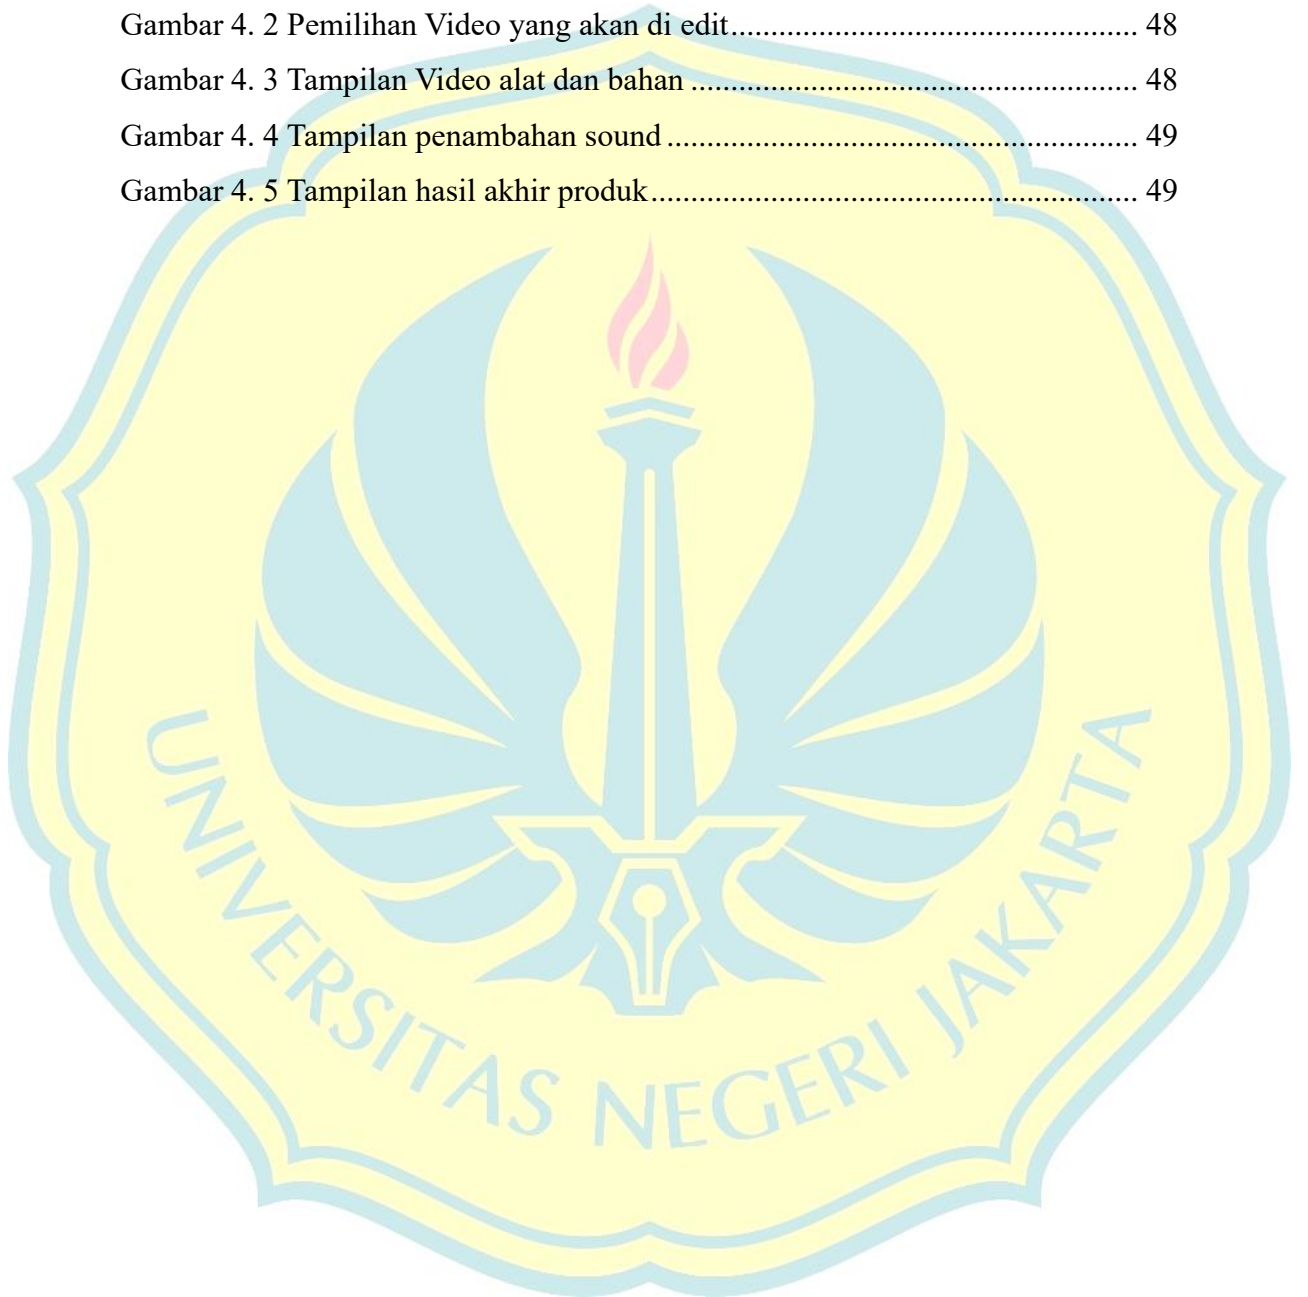 Gambar 4. 2 Pemilihan Video yang akan di edit................................................... 48
Gambar 4. 3 Tampilan Video alat dan bahan ........................................................ 48
Gambar 4. 4 Tampilan penambahan sound ........................................................... 49
Gambar 4. 5 Tampilan hasil akhir produk............................................................. 49
UNIVERSITAS NEGERI JAKARTA